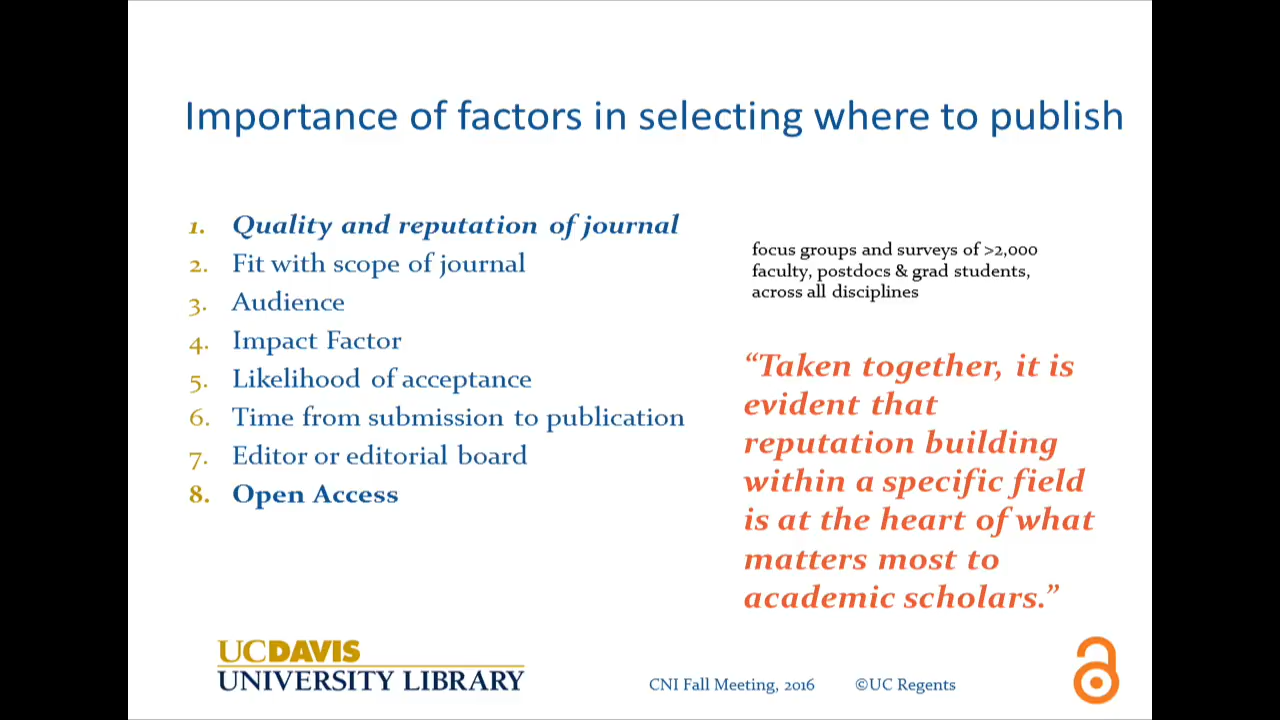 Importance of factors in selecting where to publish
1. Quality and reputation of journal
2. Fit with scope of journal
3. Audience
4. Impact Factor
5. Likelihood of acceptance
6. Time from submission to publication
7. Editor or editorial board
8. Open Access
focus groups and surveys of >2,000
faculty, postdocs & grad students,
across all disciplines
“Taken together, it is
evident that
reputation building
within a specific field
is at the heart of what
matters most to
academic scholars.”
UCDAVIS
UNIVERSITY LIBRARY
CNI Fall Meeting, 2016 ©UC Regents